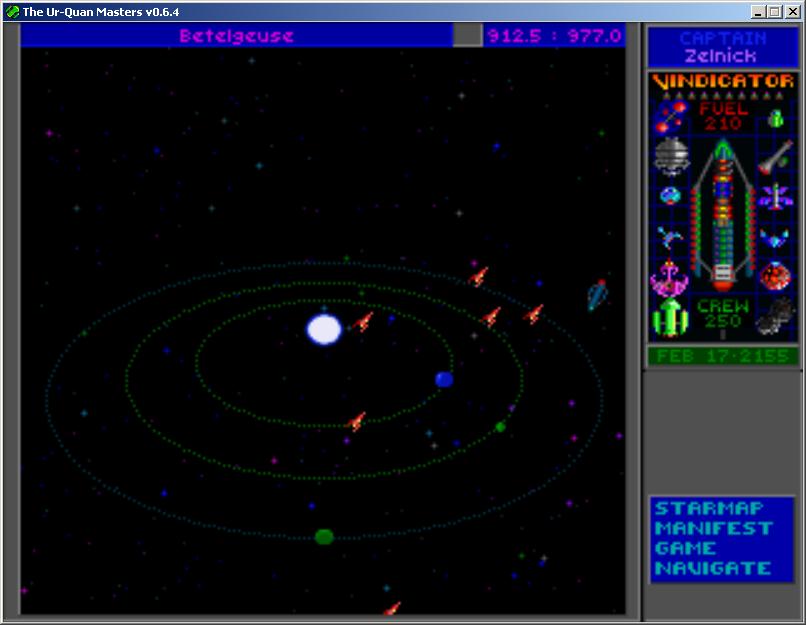 The Ur-Quan Masters v0.6.4
Betelgeuse 912.5 : 977.0
CAPTAIN
Zelnick
VINDICATOR
FUEL
210
CREW
250
FEB 17·2155
STARMAP
MANIFEST
GAME
NAVIGATE